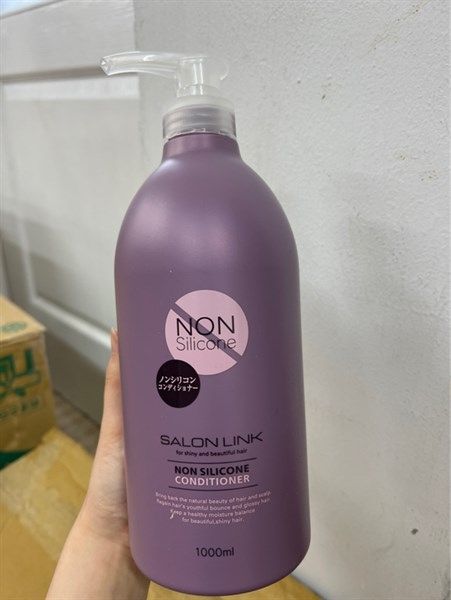 NON
Silicone
ノンシリコン
コンディショナー
SALON LINK
for shiny and beautiful hair
NON SILICONE
CONDITIONER
Bring back the natural beauty of hair and scalp.
Regain hair's youthful bounce and glossy hair,
Keep a healthy moisture balance
for beautiful,shiny hair.
1000ml